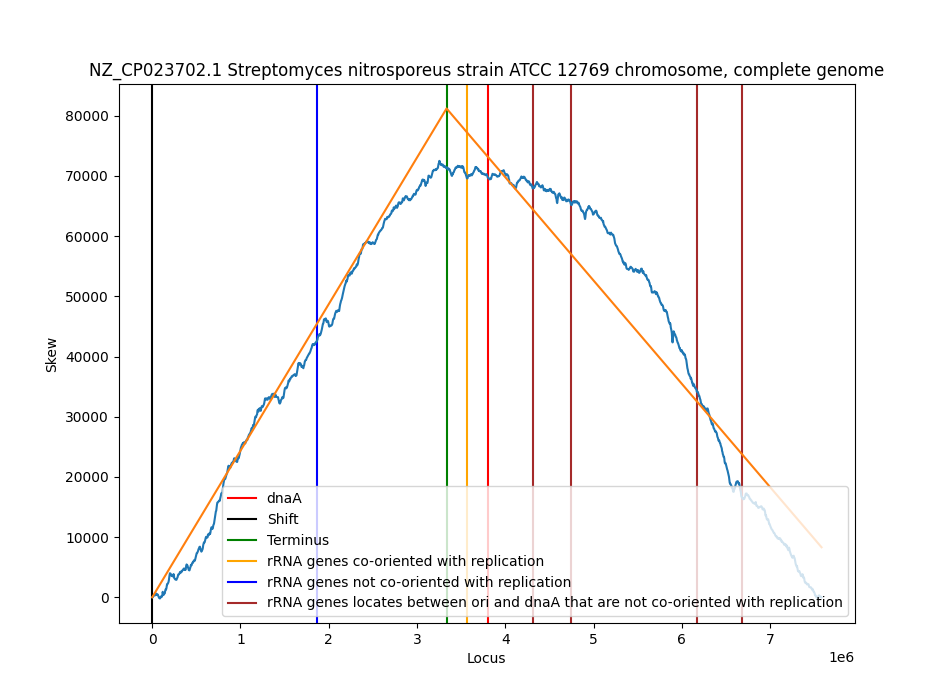 NZ_CP023702.1 Streptomyces nitrosporeus strain ATCC 12769 chromosome, complete genome
80000
70000
60000
50000
40000
30000
20000
10000
0
Skew
dnaA
Shift
Terminus
rRNA genes co-oriented with replication
rRNA genes not co-oriented with replication
rRNA genes locates between ori and dnaA that are not co-oriented with replication
0 1 2 3 4 5 6 7
1e6
Locus